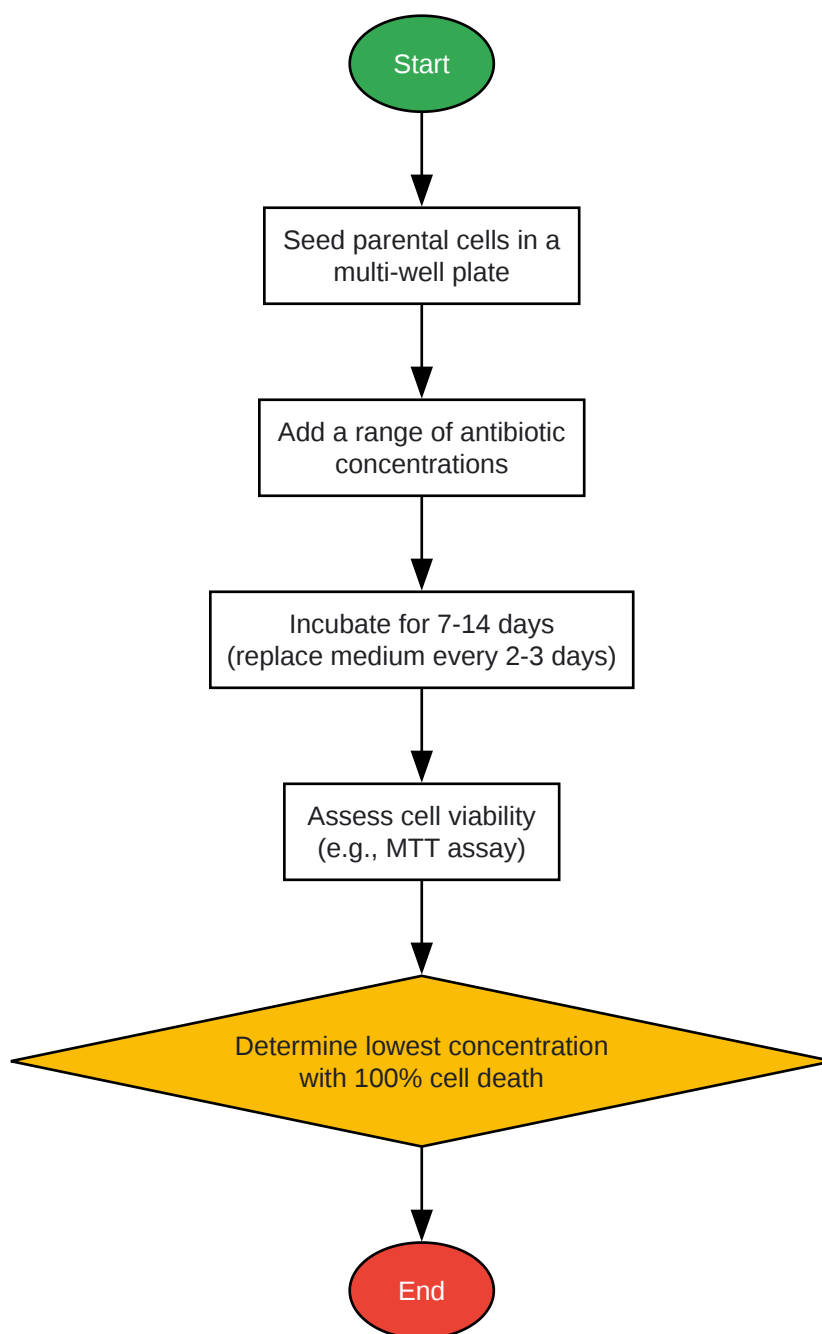 Start
Seed parental cells in a
multi-well plate
Add a range of antibiotic
concentrations
Incubate for 7-14 days
(replace medium every 2-3 days)
Assess cell viability
(e.g., MTT assay)
Determine lowest concentration
with 100% cell death
End